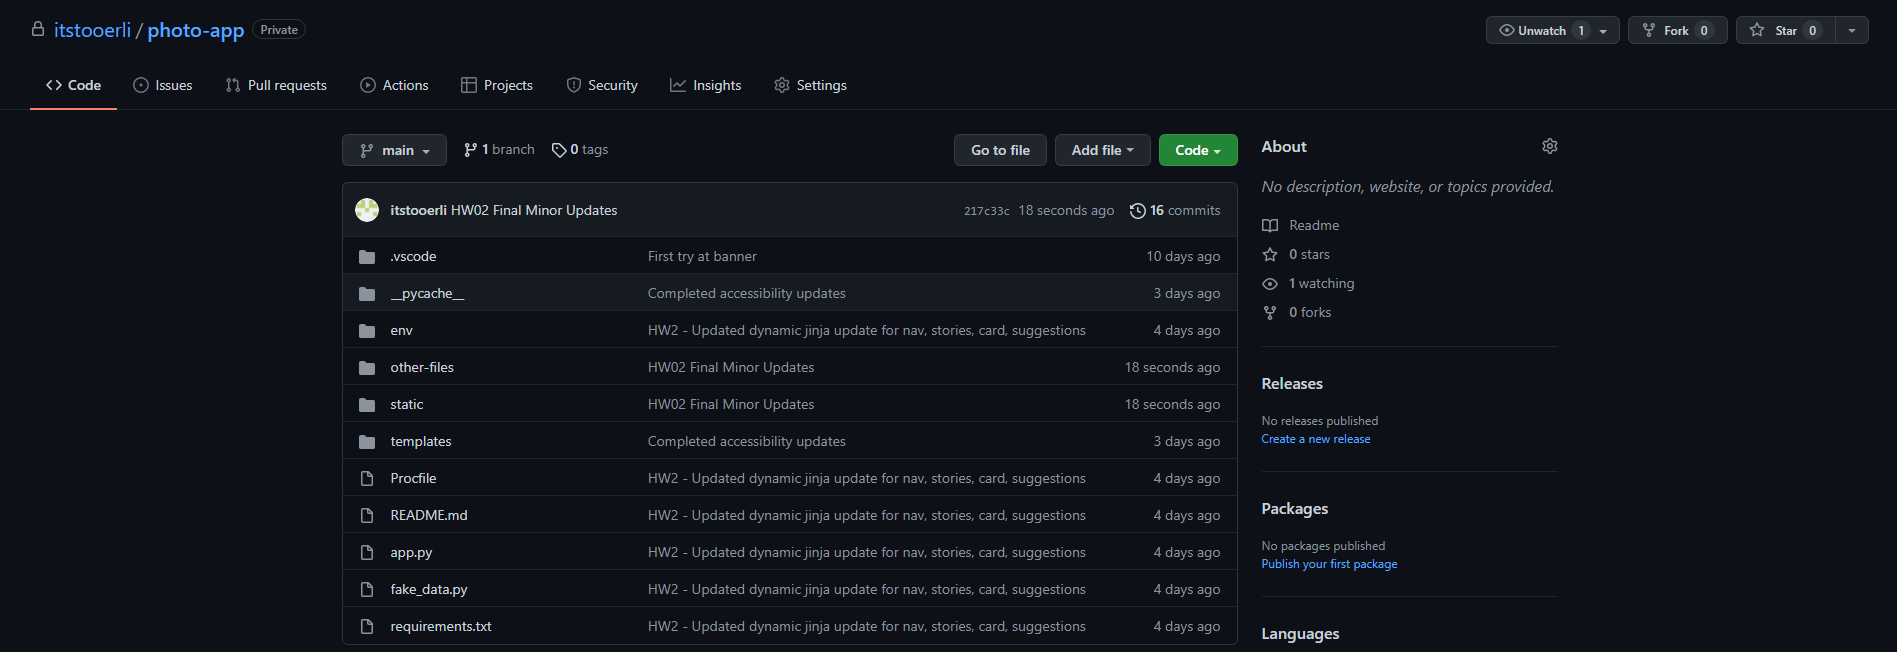 itstooerli / photo-app Private
Unwatch 1 Fork 0 Star 0
Code Issues Pull requests Actions Projects Security Insights Settings
main 1 branch 0 tags Go to file Add file Code
itstooerli HW02 Final Minor Updates 217c33c 18 seconds ago 16 commits
.vscode First try at banner 10 days ago
__pycache__ Completed accessibility updates 3 days ago
env HW2 - Updated dynamic jinja update for nav, stories, card, suggestions 4 days ago
other-files HW02 Final Minor Updates 18 seconds ago
static HW02 Final Minor Updates 18 seconds ago
templates Completed accessibility updates 3 days ago
Procfile HW2 - Updated dynamic jinja update for nav, stories, card, suggestions 4 days ago
README.md HW2 - Updated dynamic jinja update for nav, stories, card, suggestions 4 days ago
app.py HW2 - Updated dynamic jinja update for nav, stories, card, suggestions 4 days ago
fake_data.py HW2 - Updated dynamic jinja update for nav, stories, card, suggestions 4 days ago
requirements.txt HW2 - Updated dynamic jinja update for nav, stories, card, suggestions 4 days ago
About
No description, website, or topics provided.
Readme
0 stars
1 watching
0 forks
Releases
No releases published
Create a new release
Packages
No packages published
Publish your first package
Languages